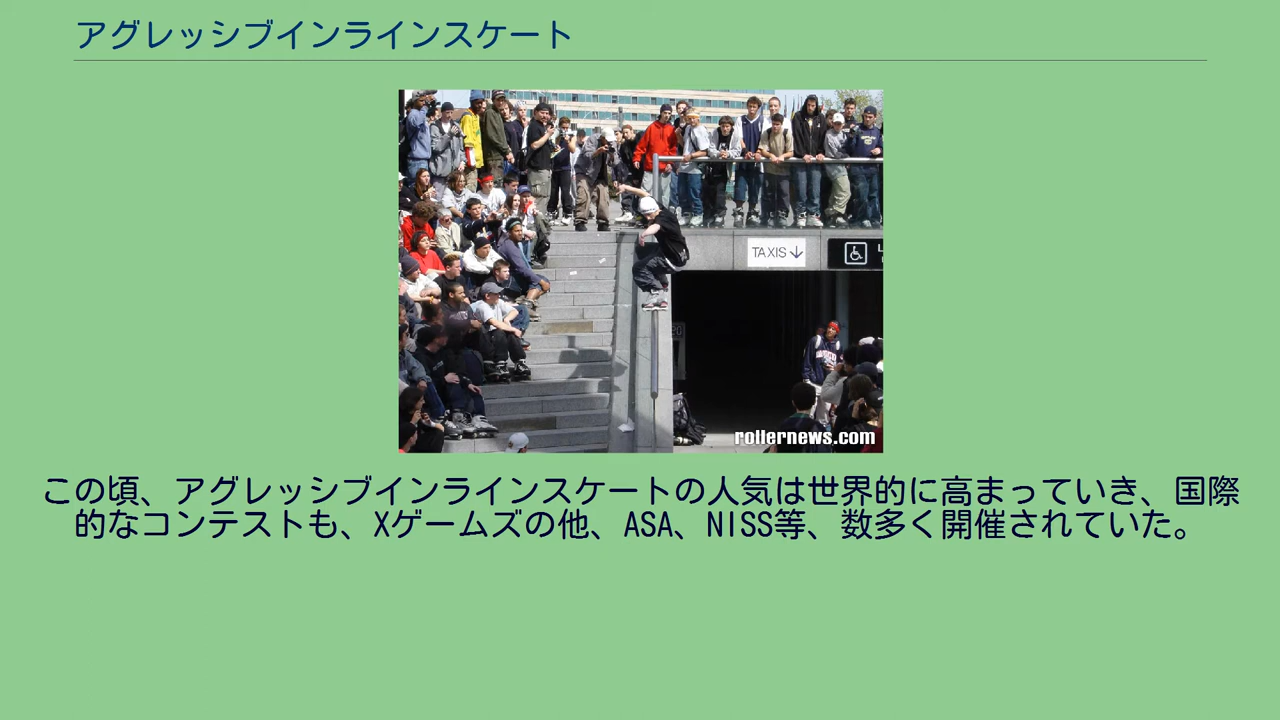 アグレッシブインラインスケート
TAXIS↓
rollernews.com
この頃、アグレッシブインラインスケートの人気は世界的に高まっていき、国際
的なコンテストも、Xゲームズの他、ASA、NISS等、数多く開催されていた。